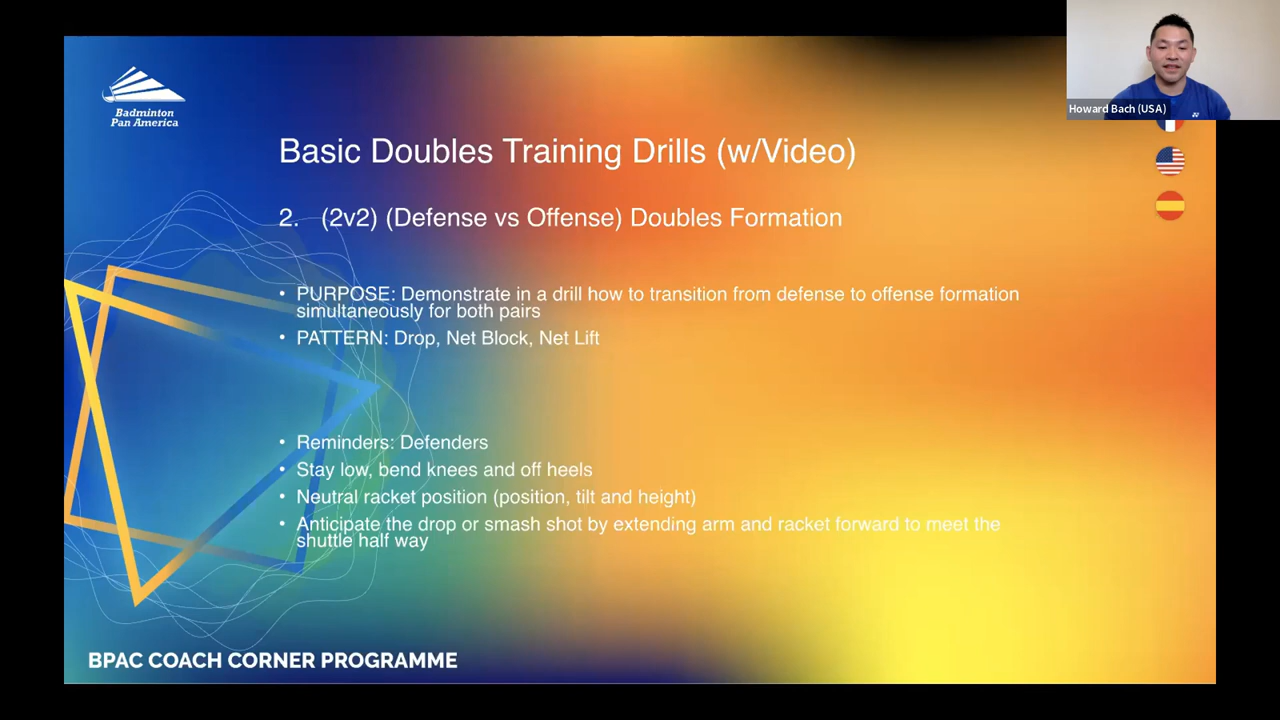 Howard Bach (USA)
Badminton
Pan America
Basic Doubles Training Drills (w/Video)
2. (2v2) (Defense vs Offense) Doubles Formation
• PURPOSE: Demonstrate in a drill how to transition from defense to offense formation
simultaneously for both pairs
• PATTERN: Drop, Net Block, Net Lift
• Reminders: Defenders
• Stay low, bend knees and off heels
• Neutral racket position (position, tilt and height)
• Anticipate the drop or smash shot by extending arm and racket forward to meet the
shuttle half way
BPAC COACH CORNER PROGRAMME